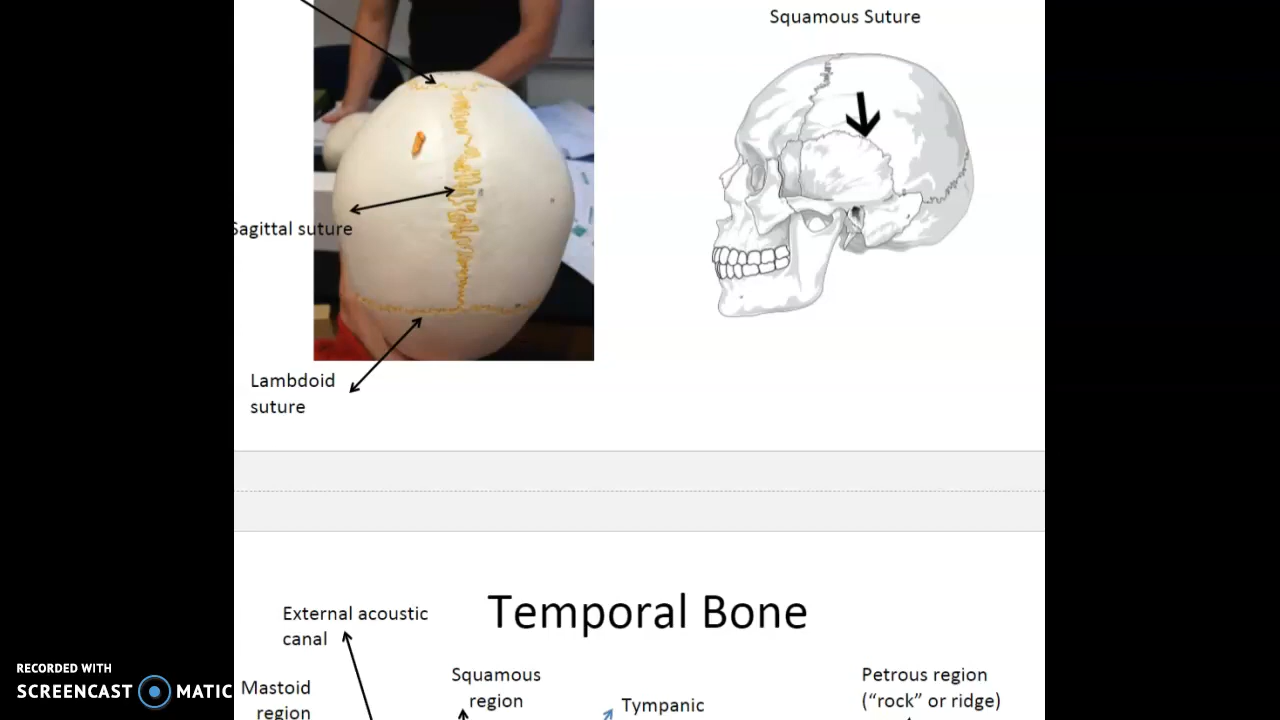 Squamous Suture
Sagittal suture
Lambdoid
suture
Temporal Bone
External acoustic
canal
Squamous
region
Petrous region
(“rock” or ridge)
Mastoid
region
Tympanic
RECORDED WITH
SCREENCAST MATIC